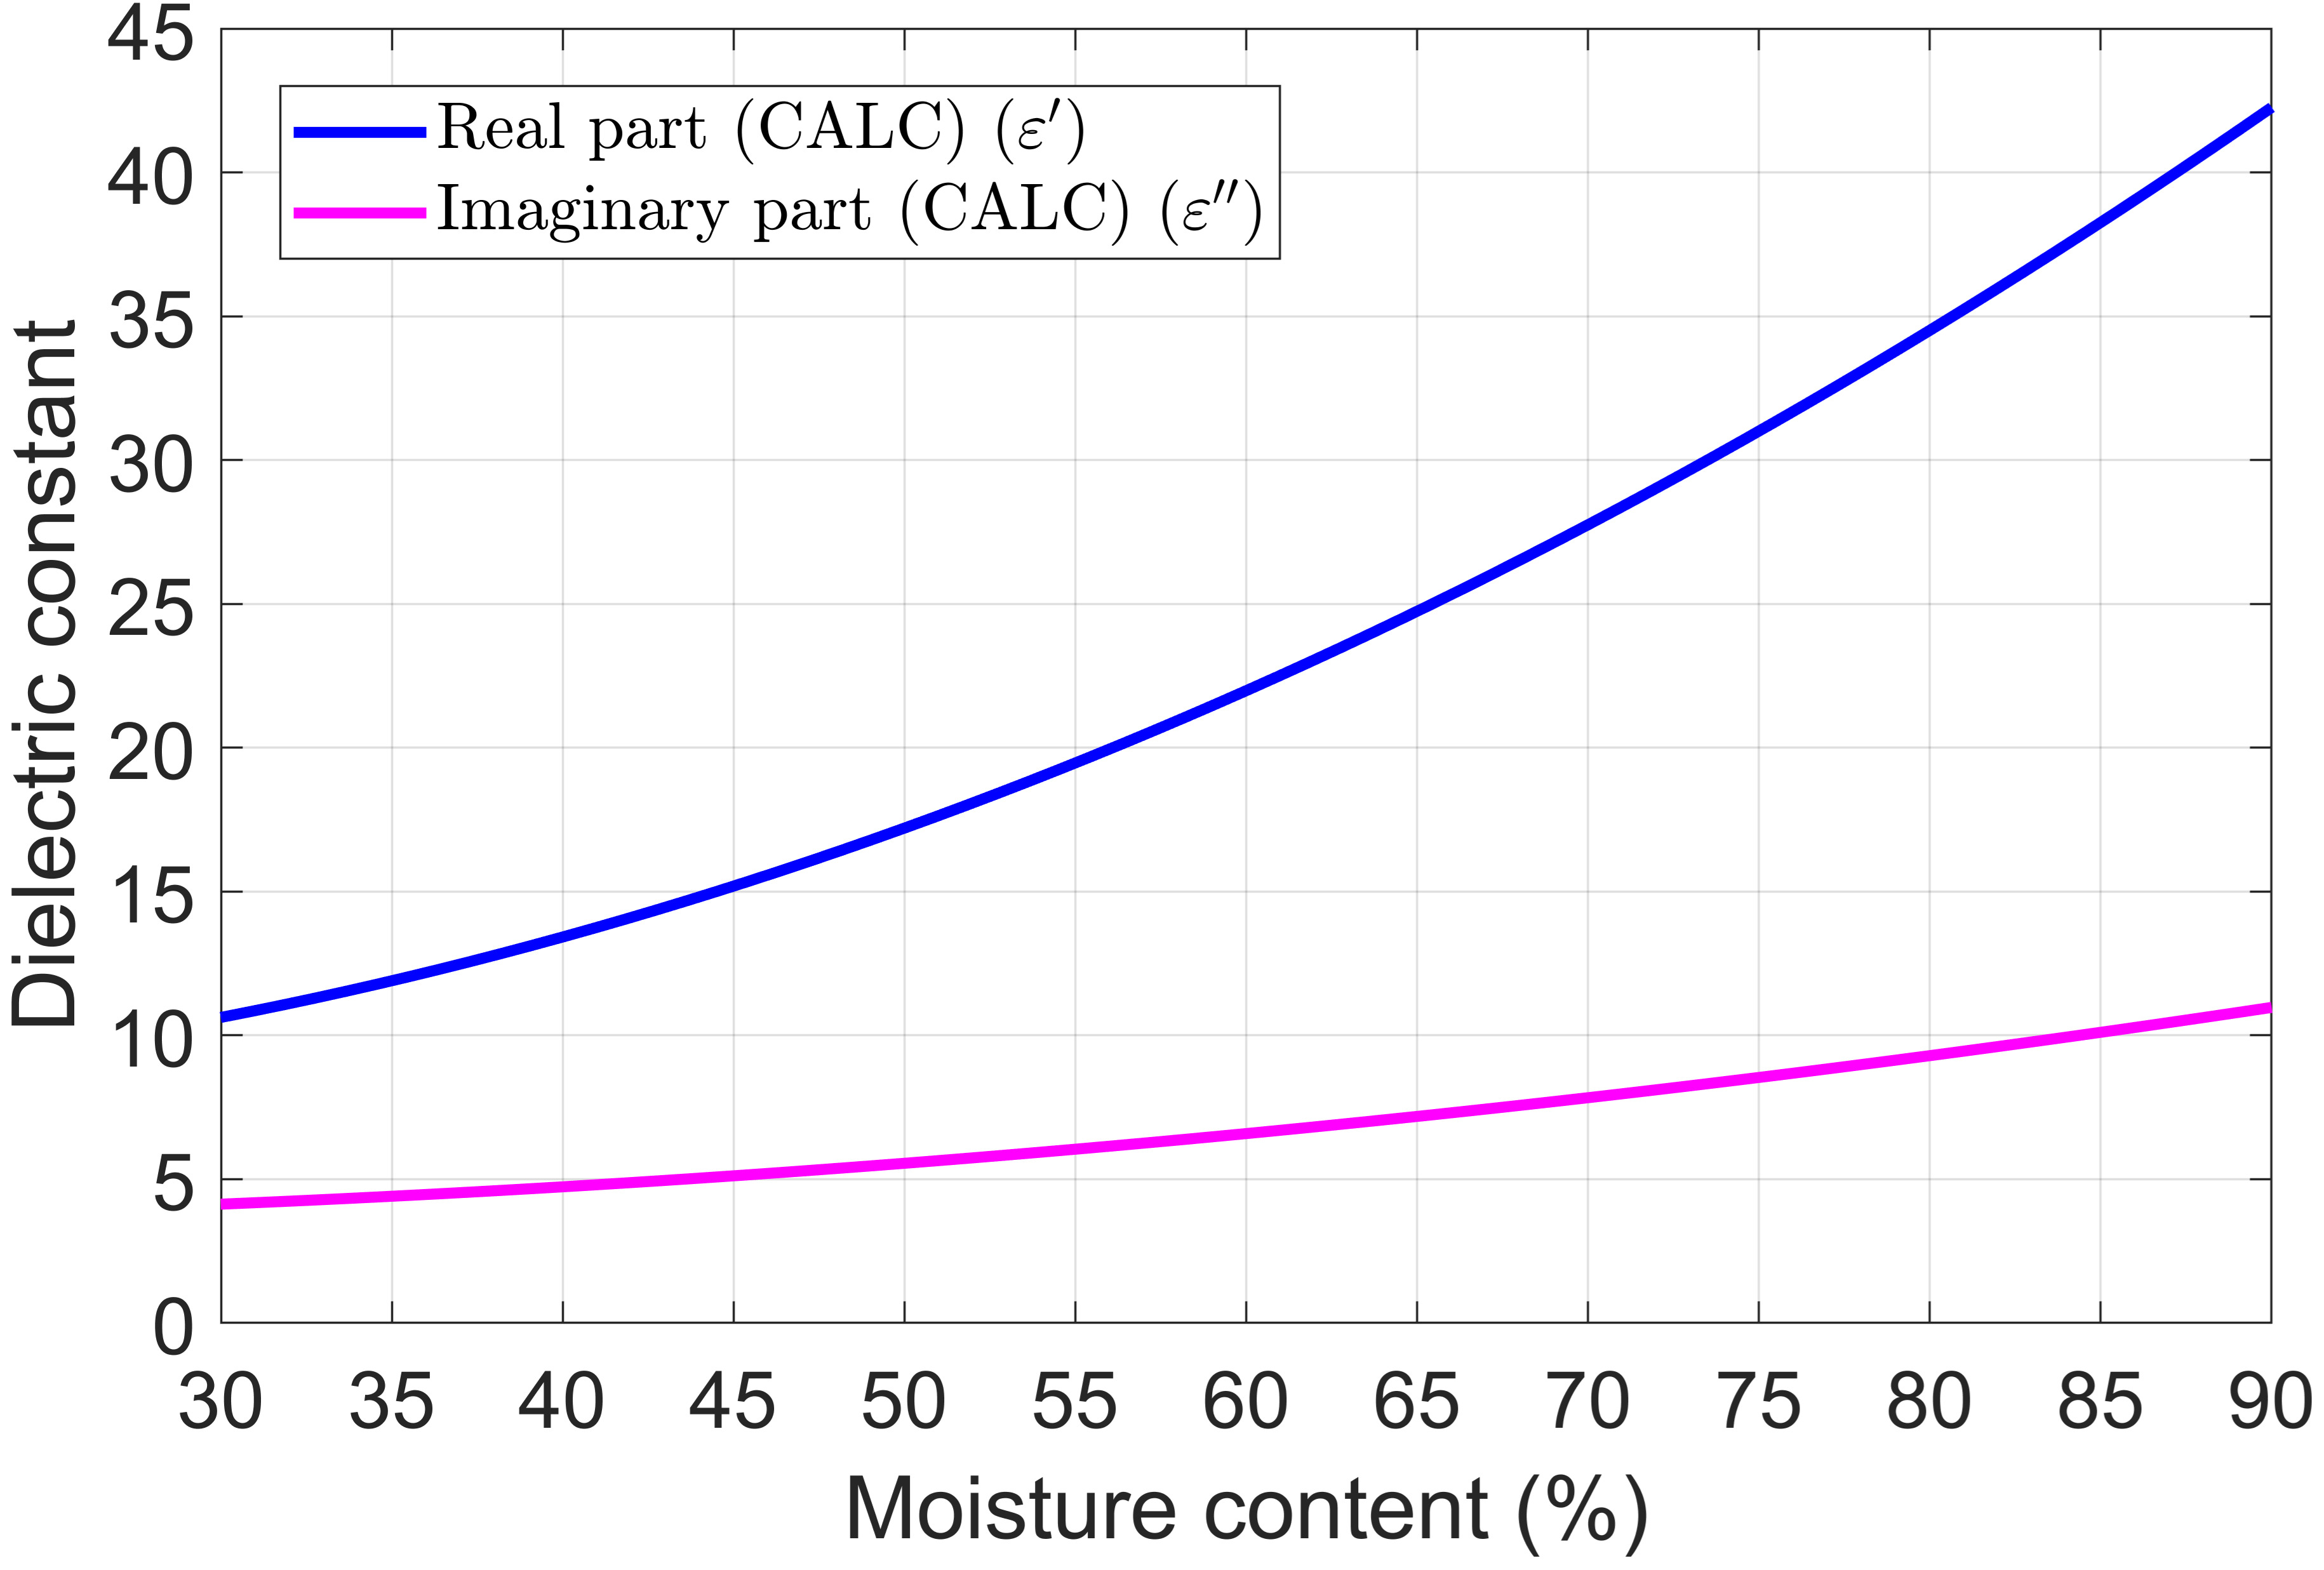 45
40
35
30
25
20
15
10
5
0
Real part (CALC) (ε′)
Imaginary part (CALC) (ε″)
Dielectric constant
30 35 40 45 50 55 60 65 70 75 80 85 90
Moisture content (%)